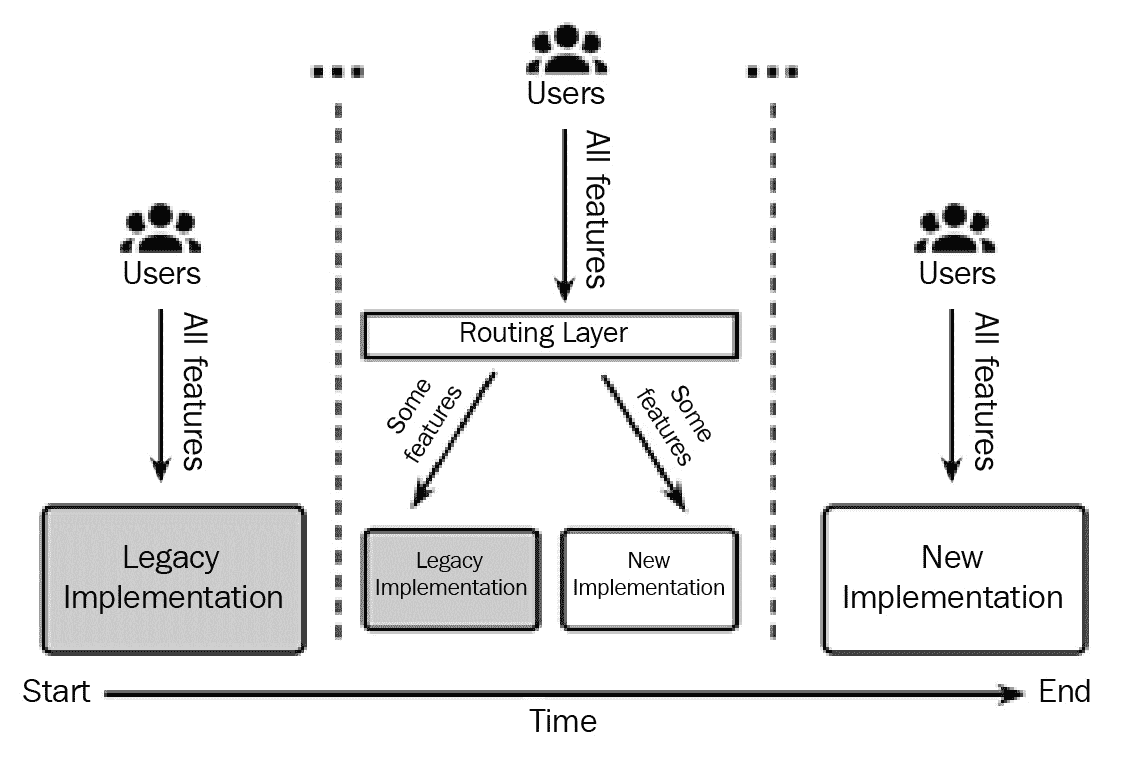 Users
All features
Legacy
Implementation
Users
All features
Routing Layer
Some
features
Some
features
Legacy
Implementation
New
Implementation
Users
All features
New
Implementation
Start
Time
End